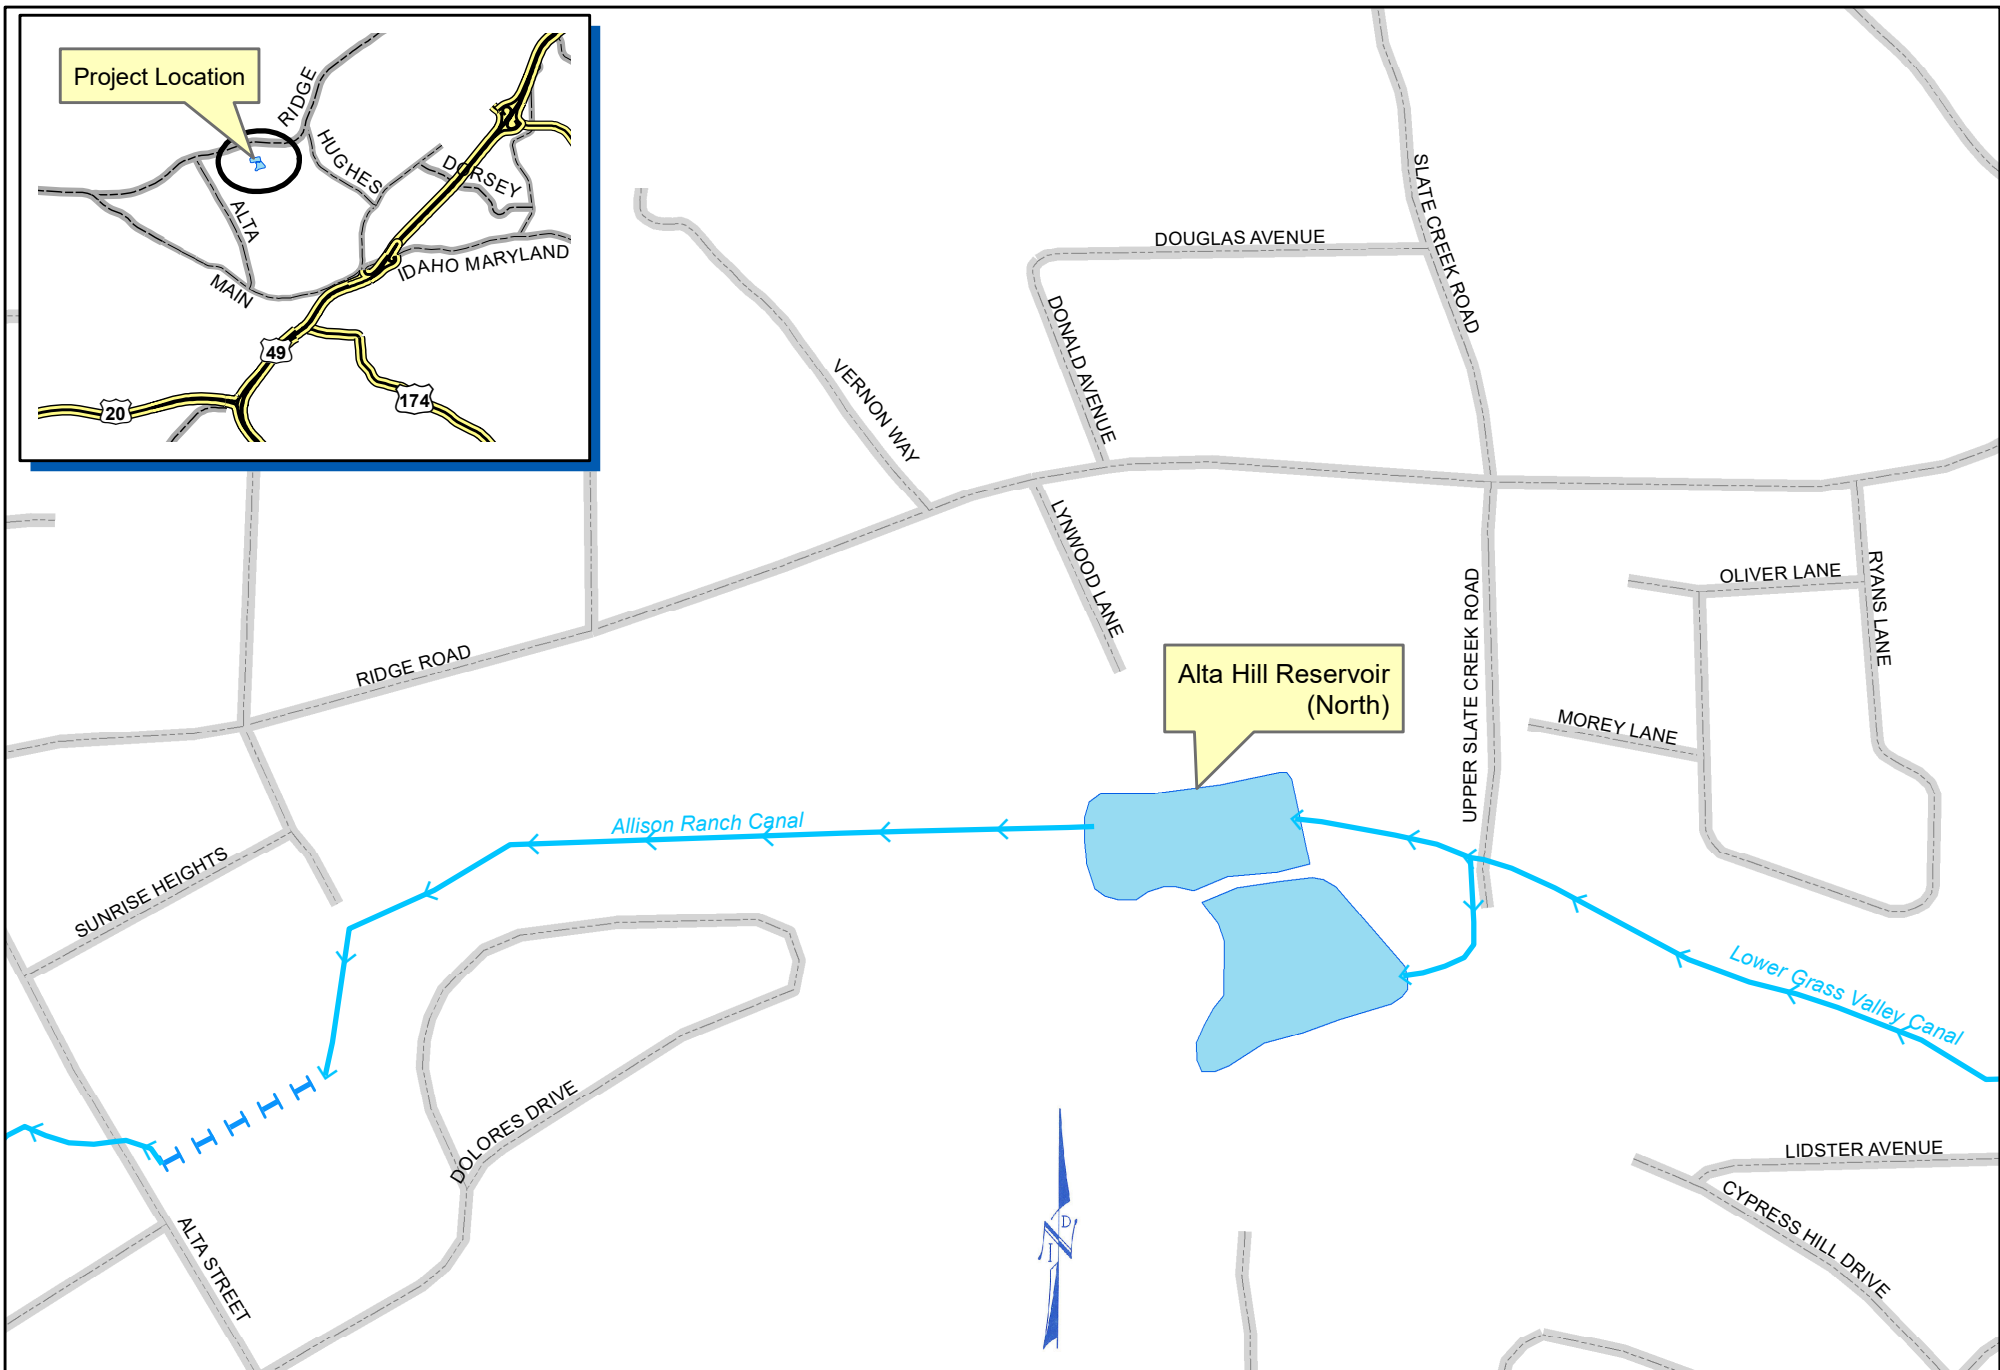 Project Location
RIDGE
HUGHES
DORSEY
ALTA
IDAHO MARYLAND
MAIN
49
20
174
SLATE CREEK ROAD
DOUGLAS AVENUE
DONALD AVENUE
VERNON WAY
LYNWOOD LANE
RIDGE ROAD
UPPER SLATE CREEK ROAD
OLIVER LANE
RYANS LANE
MOREY LANE
Alta Hill Reservoir
(North)
Allison Ranch Canal
SUNRISE HEIGHTS
Lower Grass Valley Canal
DOLORES DRIVE
ALTA STREET
N
I
D
LIDSTER AVENUE
CYPRESS HILL DRIVE